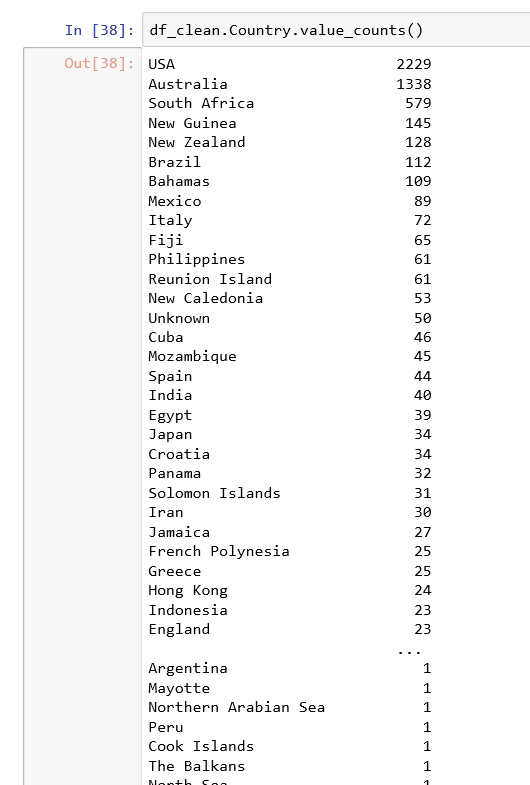 In [38]: df_clean.Country.value_counts()
Out[38]: USA 2229
Australia 1338
South Africa 579
New Guinea 145
New Zealand 128
Brazil 112
Bahamas 109
Mexico 89
Italy 72
Fiji 65
Philippines 61
Reunion Island 61
New Caledonia 53
Unknown 50
Cuba 46
Mozambique 45
Spain 44
India 40
Egypt 39
Japan 34
Croatia 34
Panama 32
Solomon Islands 31
Iran 30
Jamaica 27
French Polynesia 25
Greece 25
Hong Kong 24
Indonesia 23
England 23
...
Argentina 1
Mayotte 1
Northern Arabian Sea 1
Peru 1
Cook Islands 1
The Balkans 1
North Sea 1